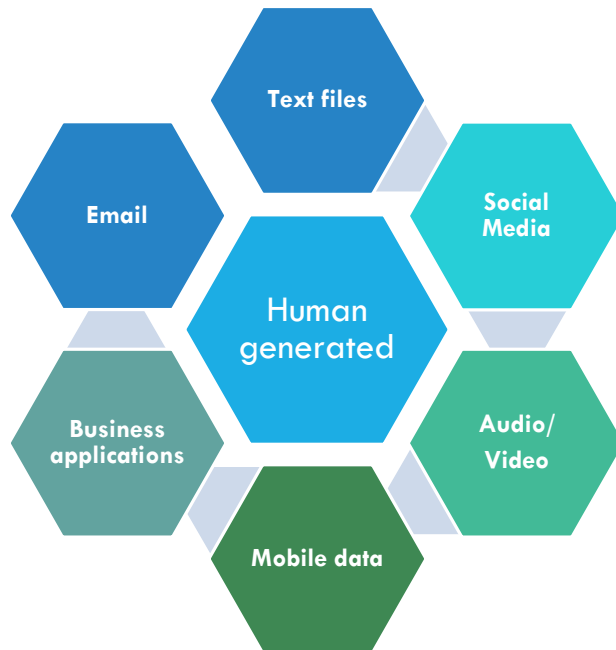 Text files
Social
Media
Email
Human
generated
Audio/
Video
Business
applications
Mobile data